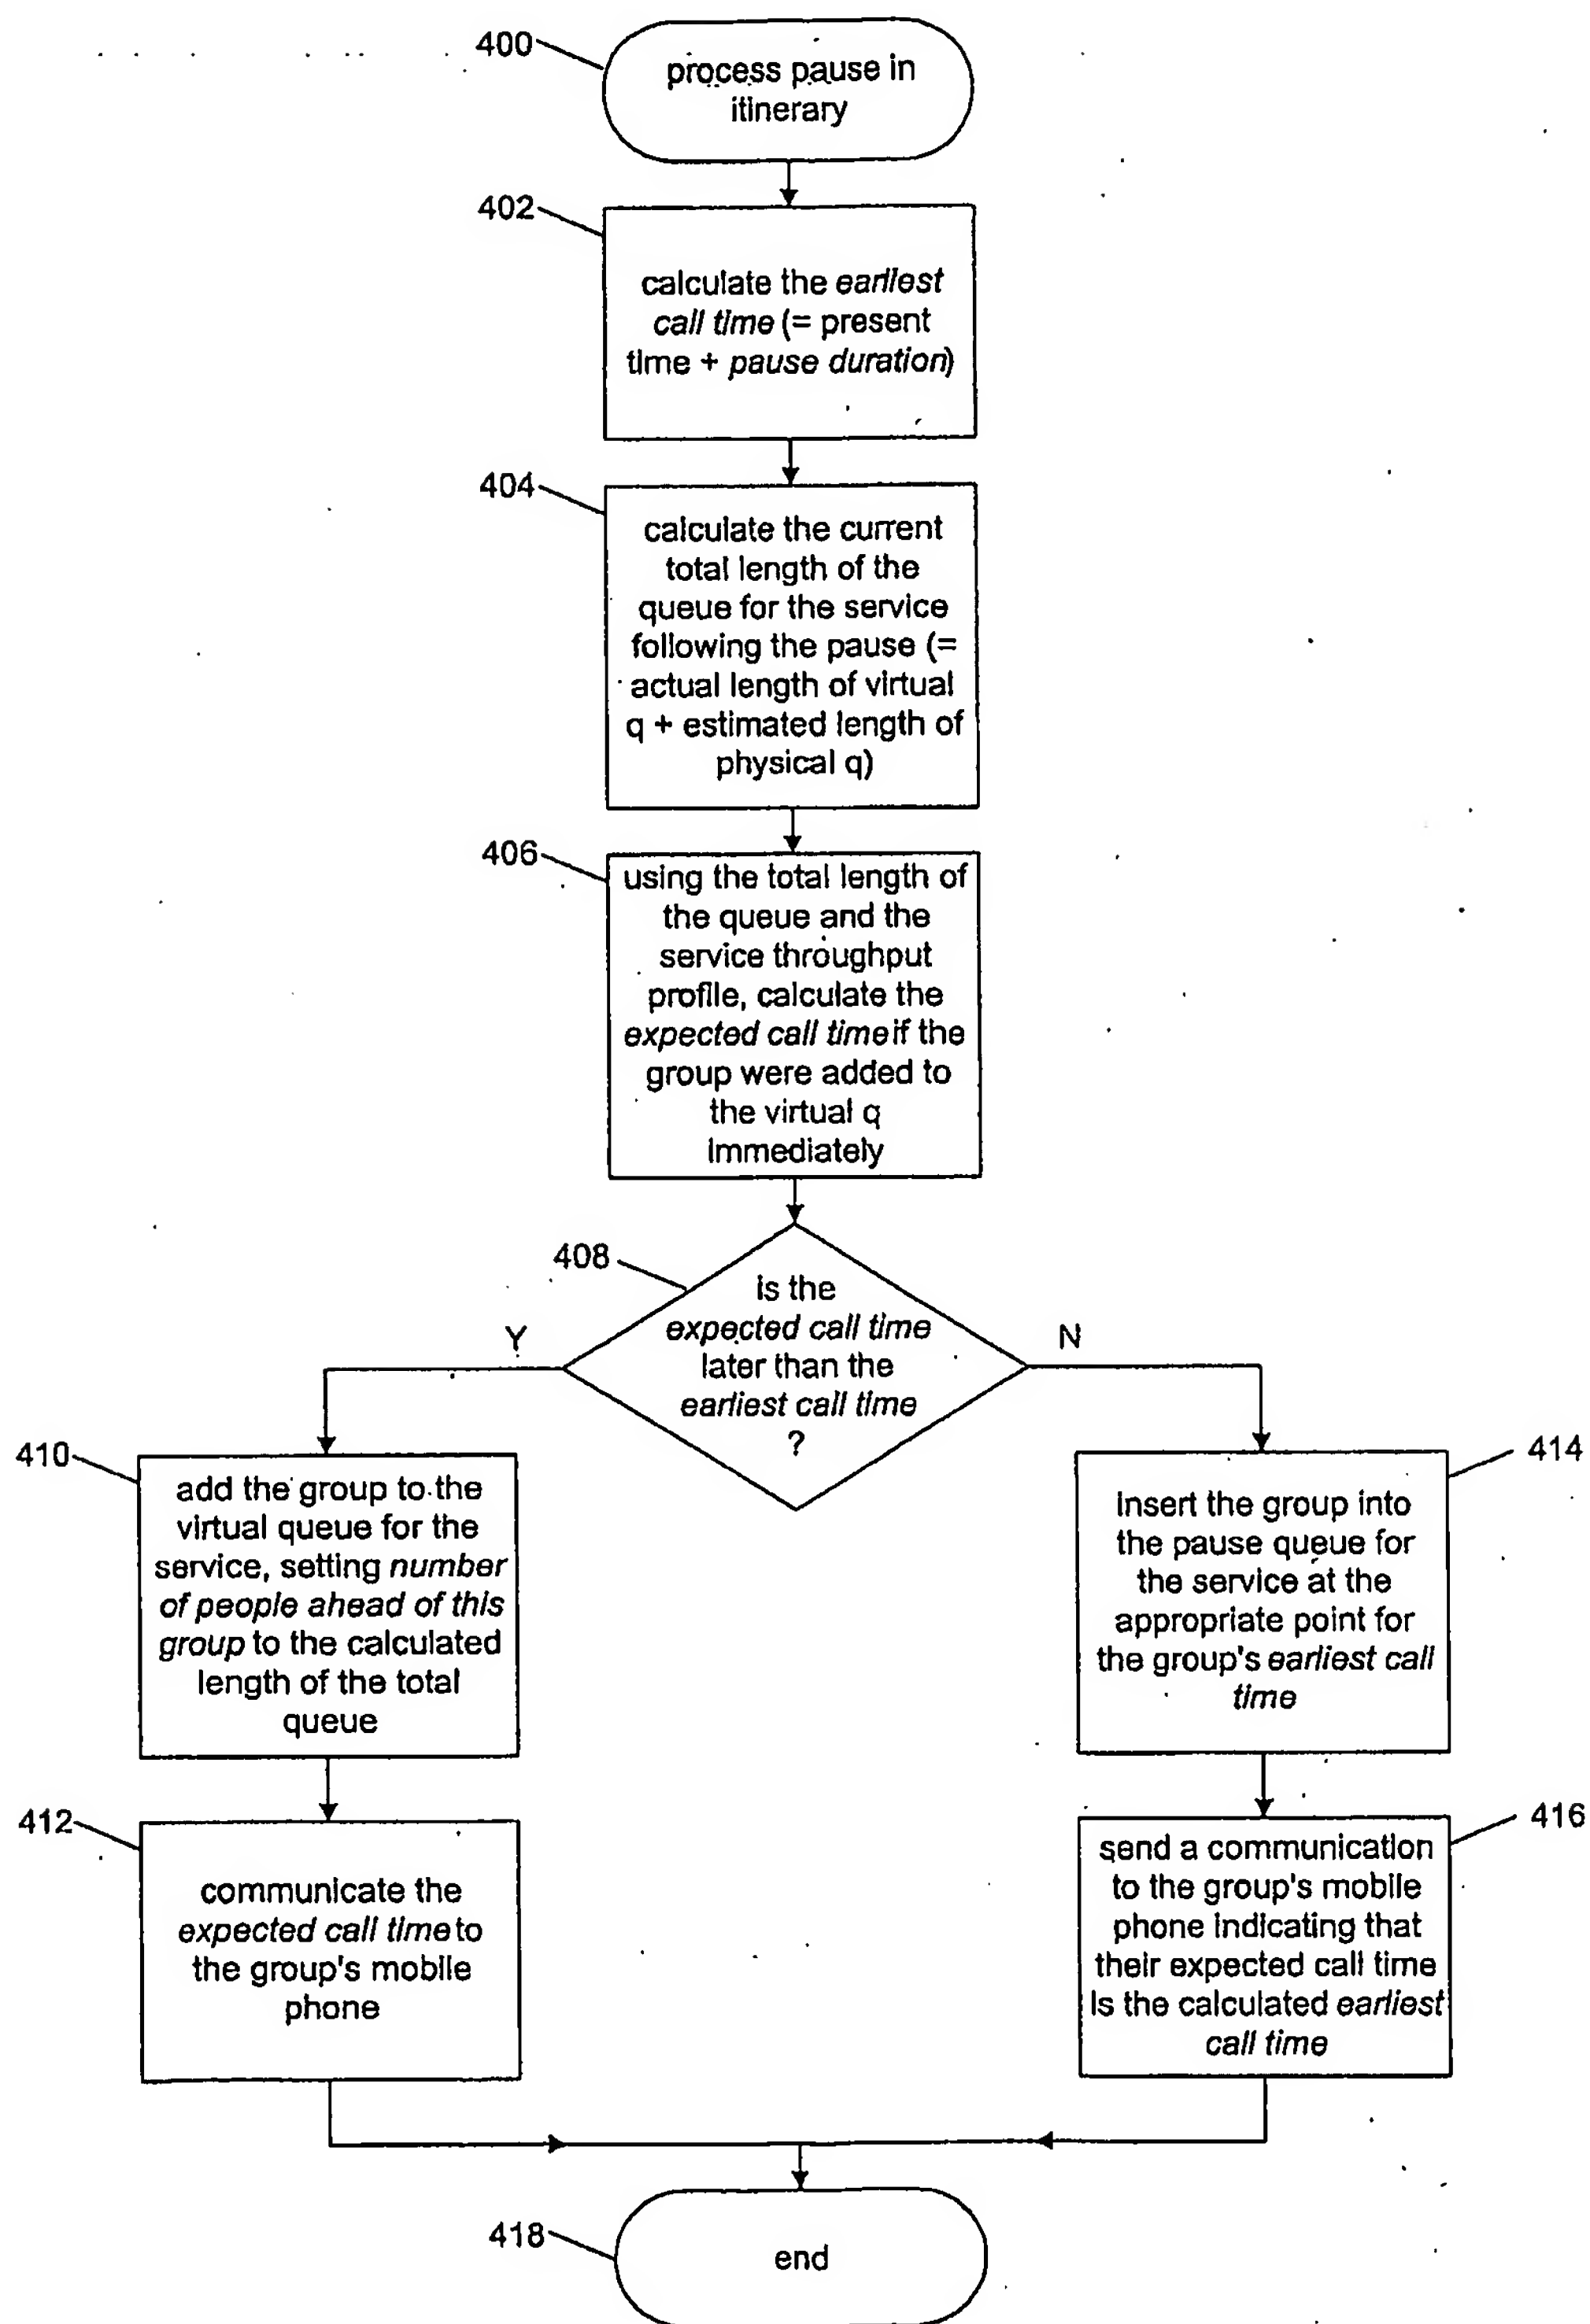 400
process pause in
itinerary
402
calculate the earliest
call time (= present
time + pause duration)
404
calculate the current
total length of the
queue for the service
following the pause (=
actual length of virtual
q + estimated length of
physical q)
406
using the total length of
the queue and the
service throughput
profile, calculate the
expected call time if the
group were added to
the virtual q
immediately
408
is the
expected call time
later than the
earliest call time
?
Y
N
410
add the group to the
virtual queue for the
service, setting number
of people ahead of this
group to the calculated
length of the total
queue
414
insert the group into
the pause queue for
the service at the
appropriate point for
the group's earliest call
time
412
communicate the
expected call time to
the group's mobile
phone
416
send a communication
to the group's mobile
phone indicating that
their expected call time
is the calculated earliest
call time
418
end